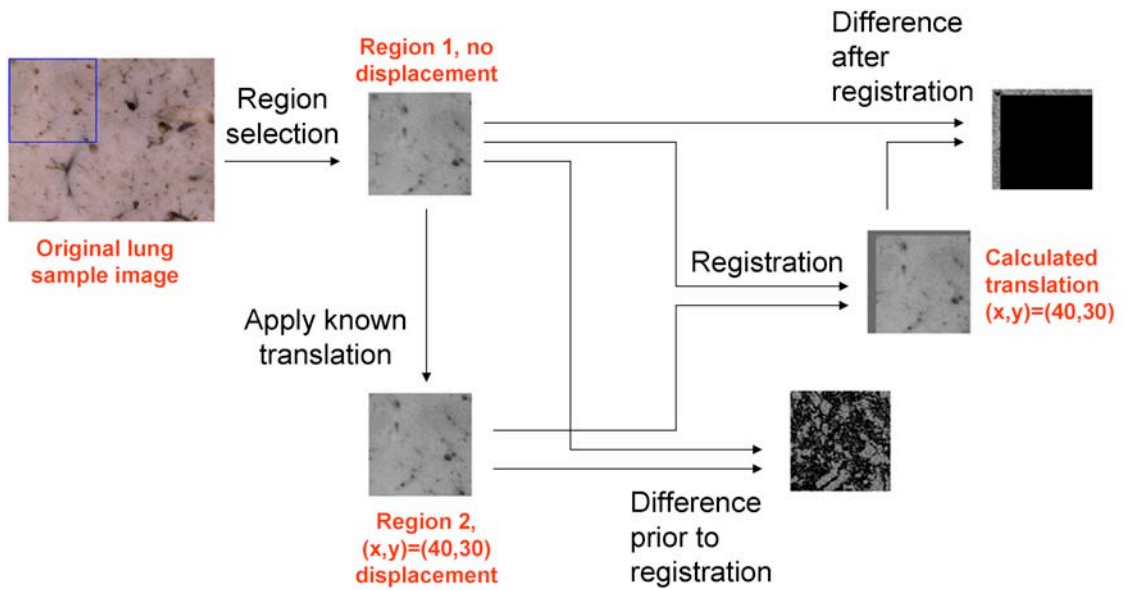 Region 1, no
displacement
Difference
after
registration
Region
selection
Original lung
sample image
Registration
Calculated
translation
(x,y)=(40,30)
Apply known
translation
Region 2,
(x,y)=(40,30)
displacement
Difference
prior to
registration